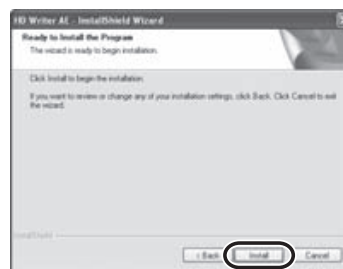 HD Writer AE - InstallShield Wizard
Ready to Install the Program
The wizard is ready to begin installation.
Click Install to begin the installation.
If you want to review or change any of your installation settings, click Back. Click Cancel to exit
the wizard.
InstallShield
< Back Install Cancel